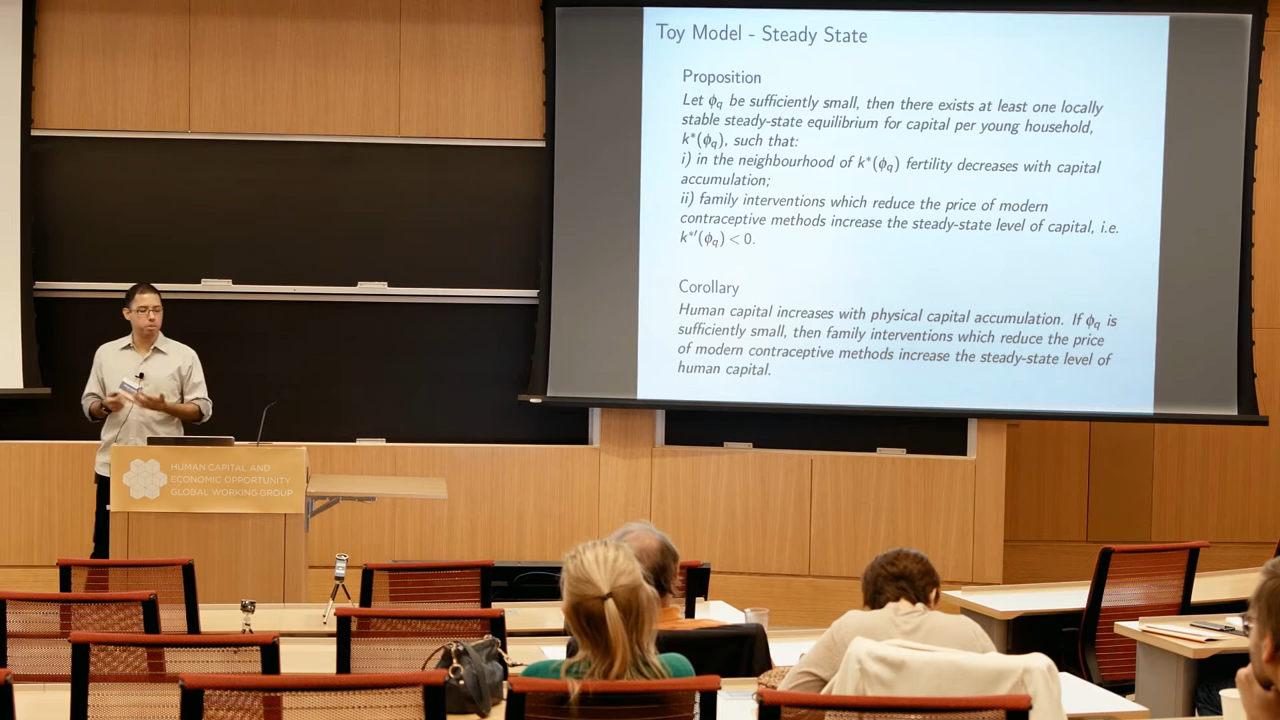 Toy Model - Steady State
Proposition
Let ϕq be sufficiently small, then there exists at least one locally
stable steady-state equilibrium for capital per young household,
k*(ϕq), such that:
i) in the neighbourhood of k*(ϕq) fertility decreases with capital
accumulation;
ii) family interventions which reduce the price of modern
contraceptive methods increase the steady-state level of capital, i.e.
k*′(ϕq) < 0.
Corollary
Human capital increases with physical capital accumulation. If ϕq is
sufficiently small, then family interventions which reduce the price
of modern contraceptive methods increase the steady-state level of
human capital.
HUMAN CAPITAL AND
ECONOMIC OPPORTUNITY
GLOBAL WORKING GROUP